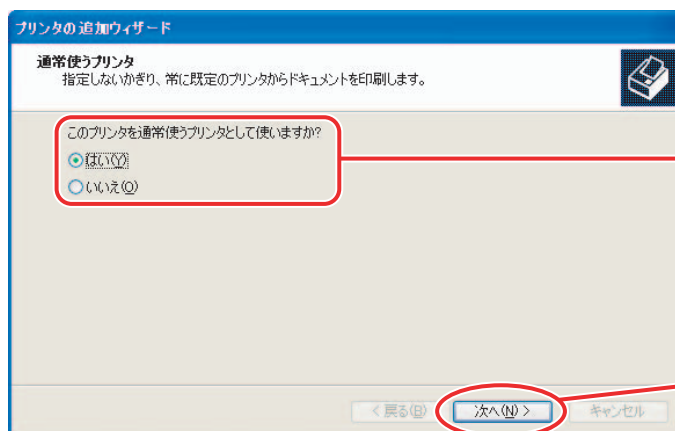 プリンタの追加ウィザード
通常使うプリンタ
指定しないかぎり、常に既定のプリンタからドキュメントを印刷します。
このプリンタを通常使うプリンタとして使いますか?
はい(Y)
いいえ(O)
< 戻る(B)
次へ(N) >
キャンセル